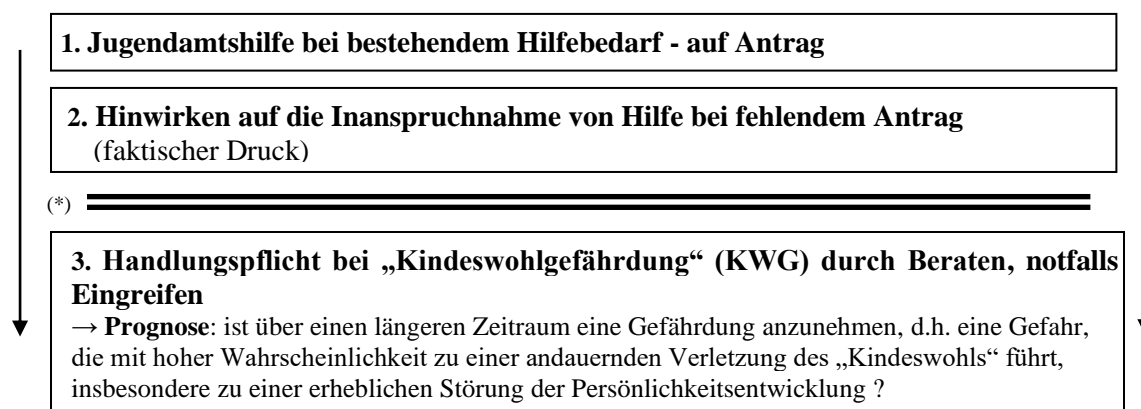 1. Jugendamtshilfe bei bestehendem Hilfebedarf - auf Antrag
2. Hinwirken auf die Inanspruchnahme von Hilfe bei fehlendem Antrag
(faktischer Druck)
(*)
3. Handlungspflicht bei „Kindeswohlgefährdung“ (KWG) durch Beraten, notfalls
Eingreifen
→ Prognose: ist über einen längeren Zeitraum eine Gefährdung anzunehmen, d.h. eine Gefahr,
die mit hoher Wahrscheinlichkeit zu einer andauernden Verletzung des „Kindeswohls“ führt,
insbesondere zu einer erheblichen Störung der Persönlichkeitsentwicklung ?